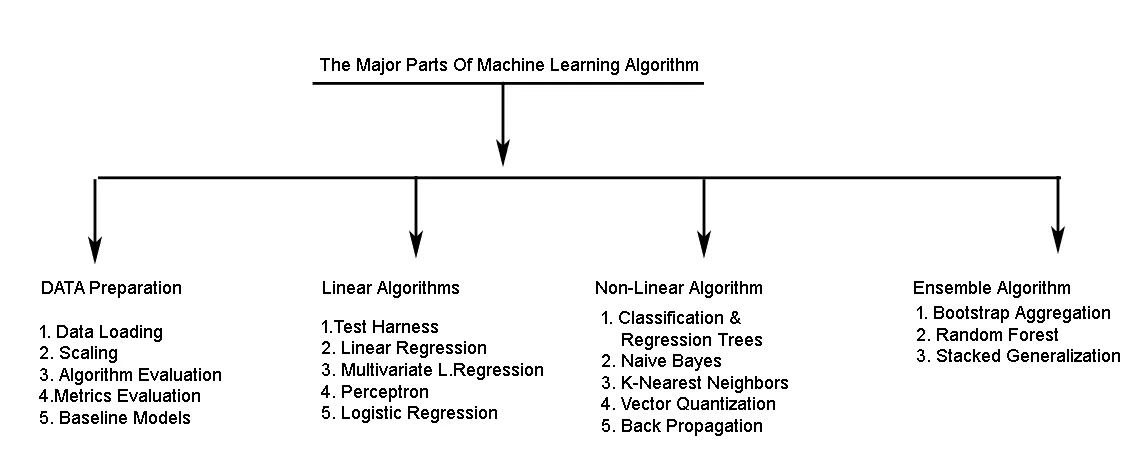 The Major Parts Of Machine Learning Algorithm
DATA Preparation
1. Data Loading
2. Scaling
3. Algorithm Evaluation
4.Metrics Evaluation
5. Baseline Models
Linear Algorithms
1.Test Harness
2. Linear Regression
3. Multivariate L.Regression
4. Perceptron
5. Logistic Regression
Non-Linear Algorithm
1. Classification &
Regression Trees
2. Naive Bayes
3. K-Nearest Neighbors
4. Vector Quantization
5. Back Propagation
Ensemble Algorithm
1. Bootstrap Aggregation
2. Random Forest
3. Stacked Generalization